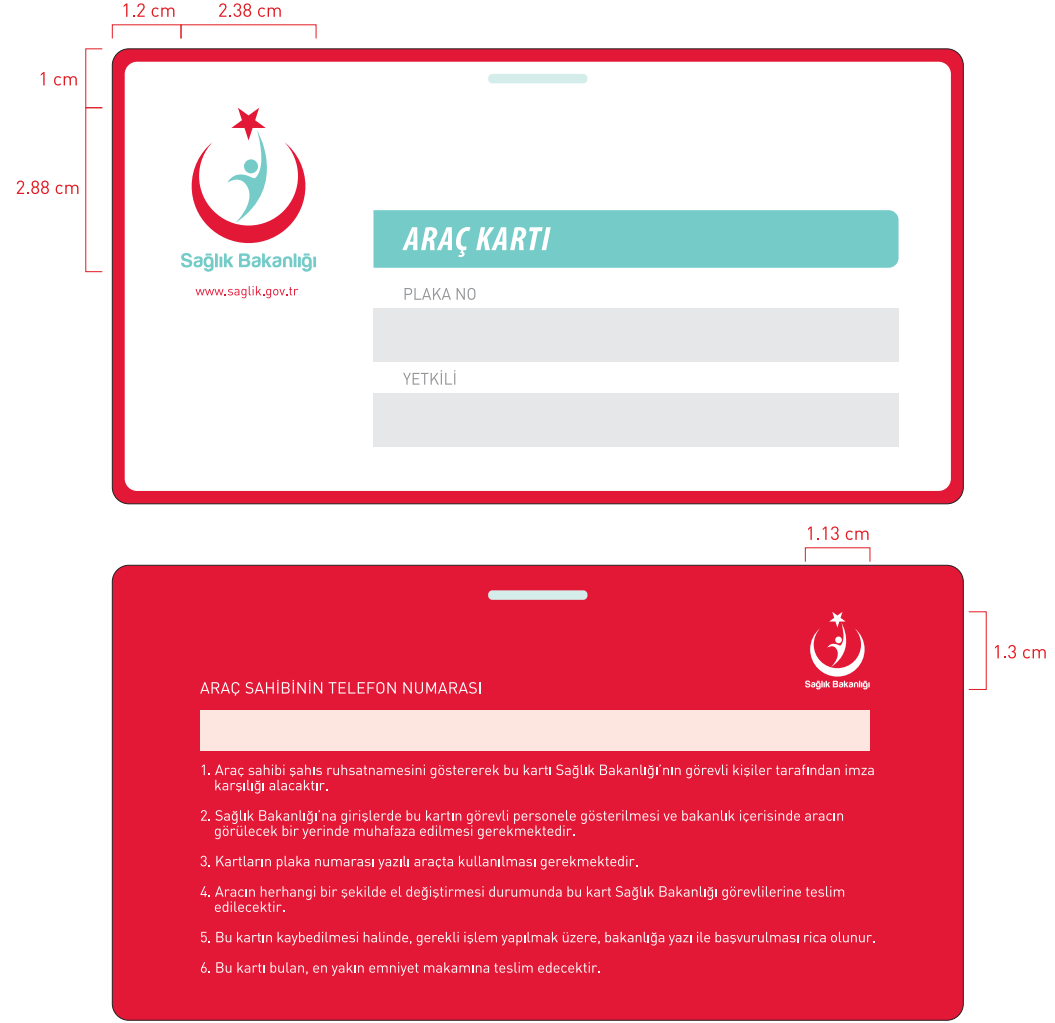 1.2 cm
2.38 cm
1 cm
2.88 cm
Sağlık Bakanlığı
www.saglik.gov.tr
ARAÇ KARTI
PLAKA NO
YETKİLİ
1.13 cm
1.3 cm
Sağlık Bakanlığı
ARAÇ SAHİBİNİN TELEFON NUMARASI
1. Araç sahibi şahıs ruhsatnamesini göstererek bu kartı Sağlık Bakanlığı’nın görevli kişiler tarafından imza
karşılığı alacaktır.
2. Sağlık Bakanlığı’na girişlerde bu kartın görevli personele gösterilmesi ve bakanlık içerisinde aracın
görülecek bir yerinde muhafaza edilmesi gerekmektedir.
3. Kartların plaka numarası yazılı araçta kullanılması gerekmektedir.
4. Aracın herhangi bir şekilde el değiştirmesi durumunda bu kart Sağlık Bakanlığı görevlilerine teslim
edilecektir.
5. Bu kartın kaybedilmesi halinde, gerekli işlem yapılmak üzere, bakanlığa yazı ile başvurulması rica olunur.
6. Bu kartı bulan, en yakın emniyet makamına teslim edecektir.